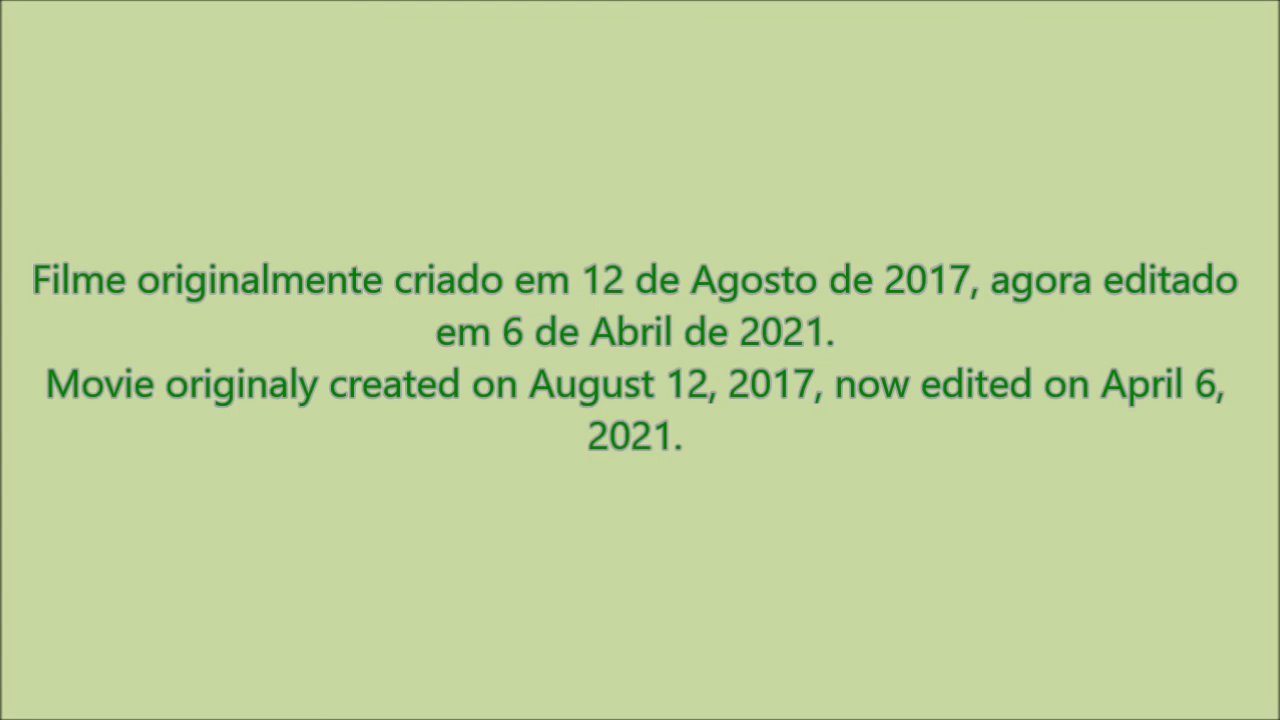 Filme originalmente criado em 12 de Agosto de 2017, agora editado
em 6 de Abril de 2021.
Movie originaly created on August 12, 2017, now edited on April 6,
2021.